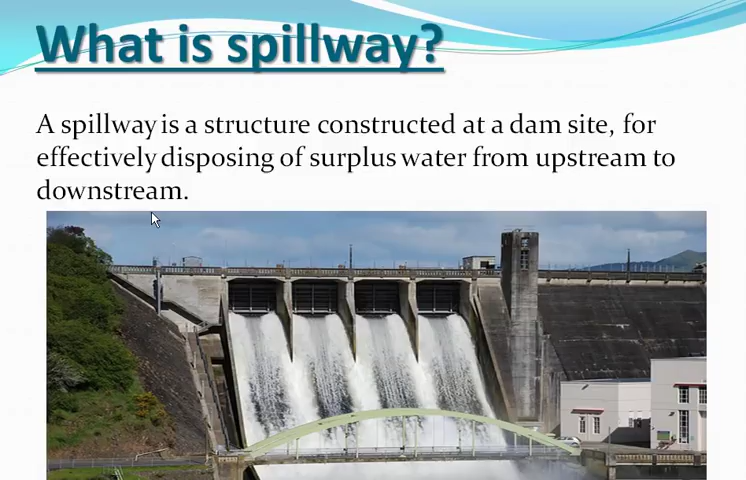 What is spillway?
A spillway is a structure constructed at a dam site, for
effectively disposing of surplus water from upstream to
downstream.